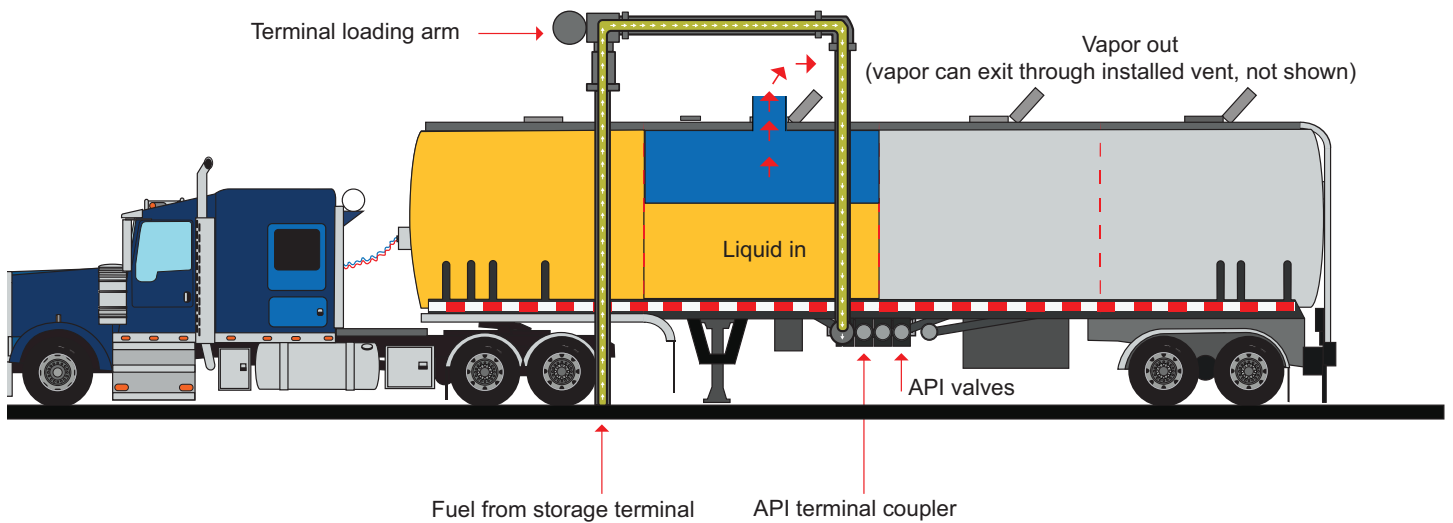 Terminal loading arm
Vapor out
(vapor can exit through installed vent, not shown)
Liquid in
API valves
Fuel from storage terminal
API terminal coupler